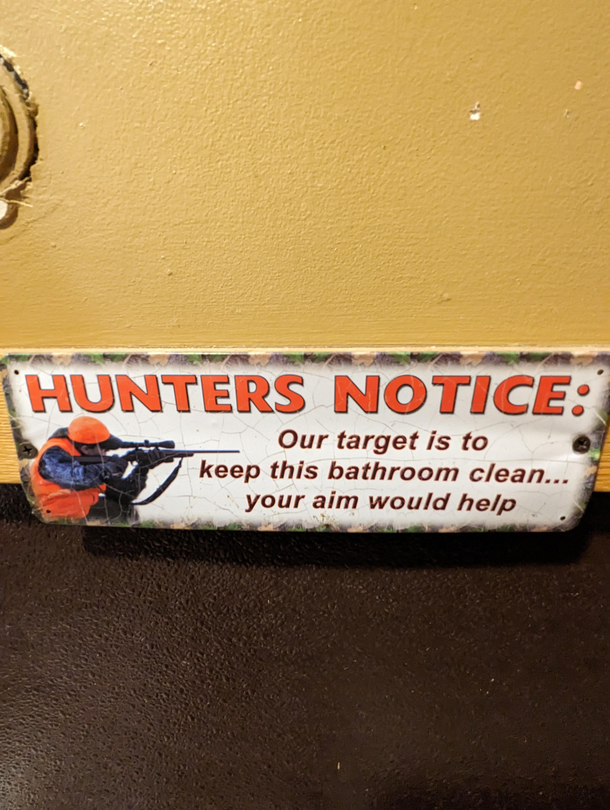 HUNTERS NOTICE:
Our target is to
keep this bathroom clean...
your aim would help